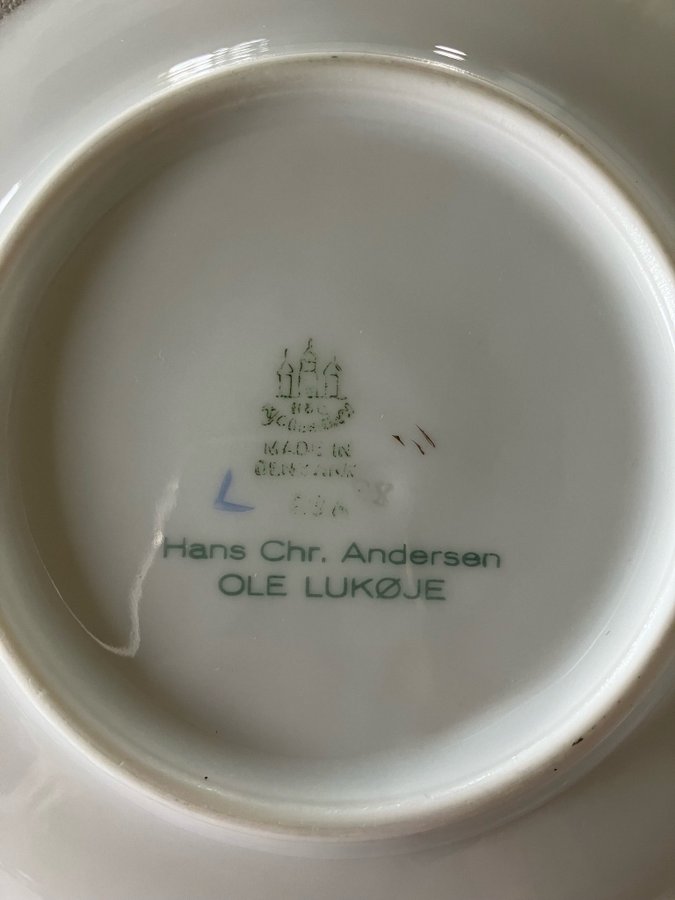 B&G
MADE IN
DENMARK
L
Hans Chr. Andersen
OLE LUKØJE